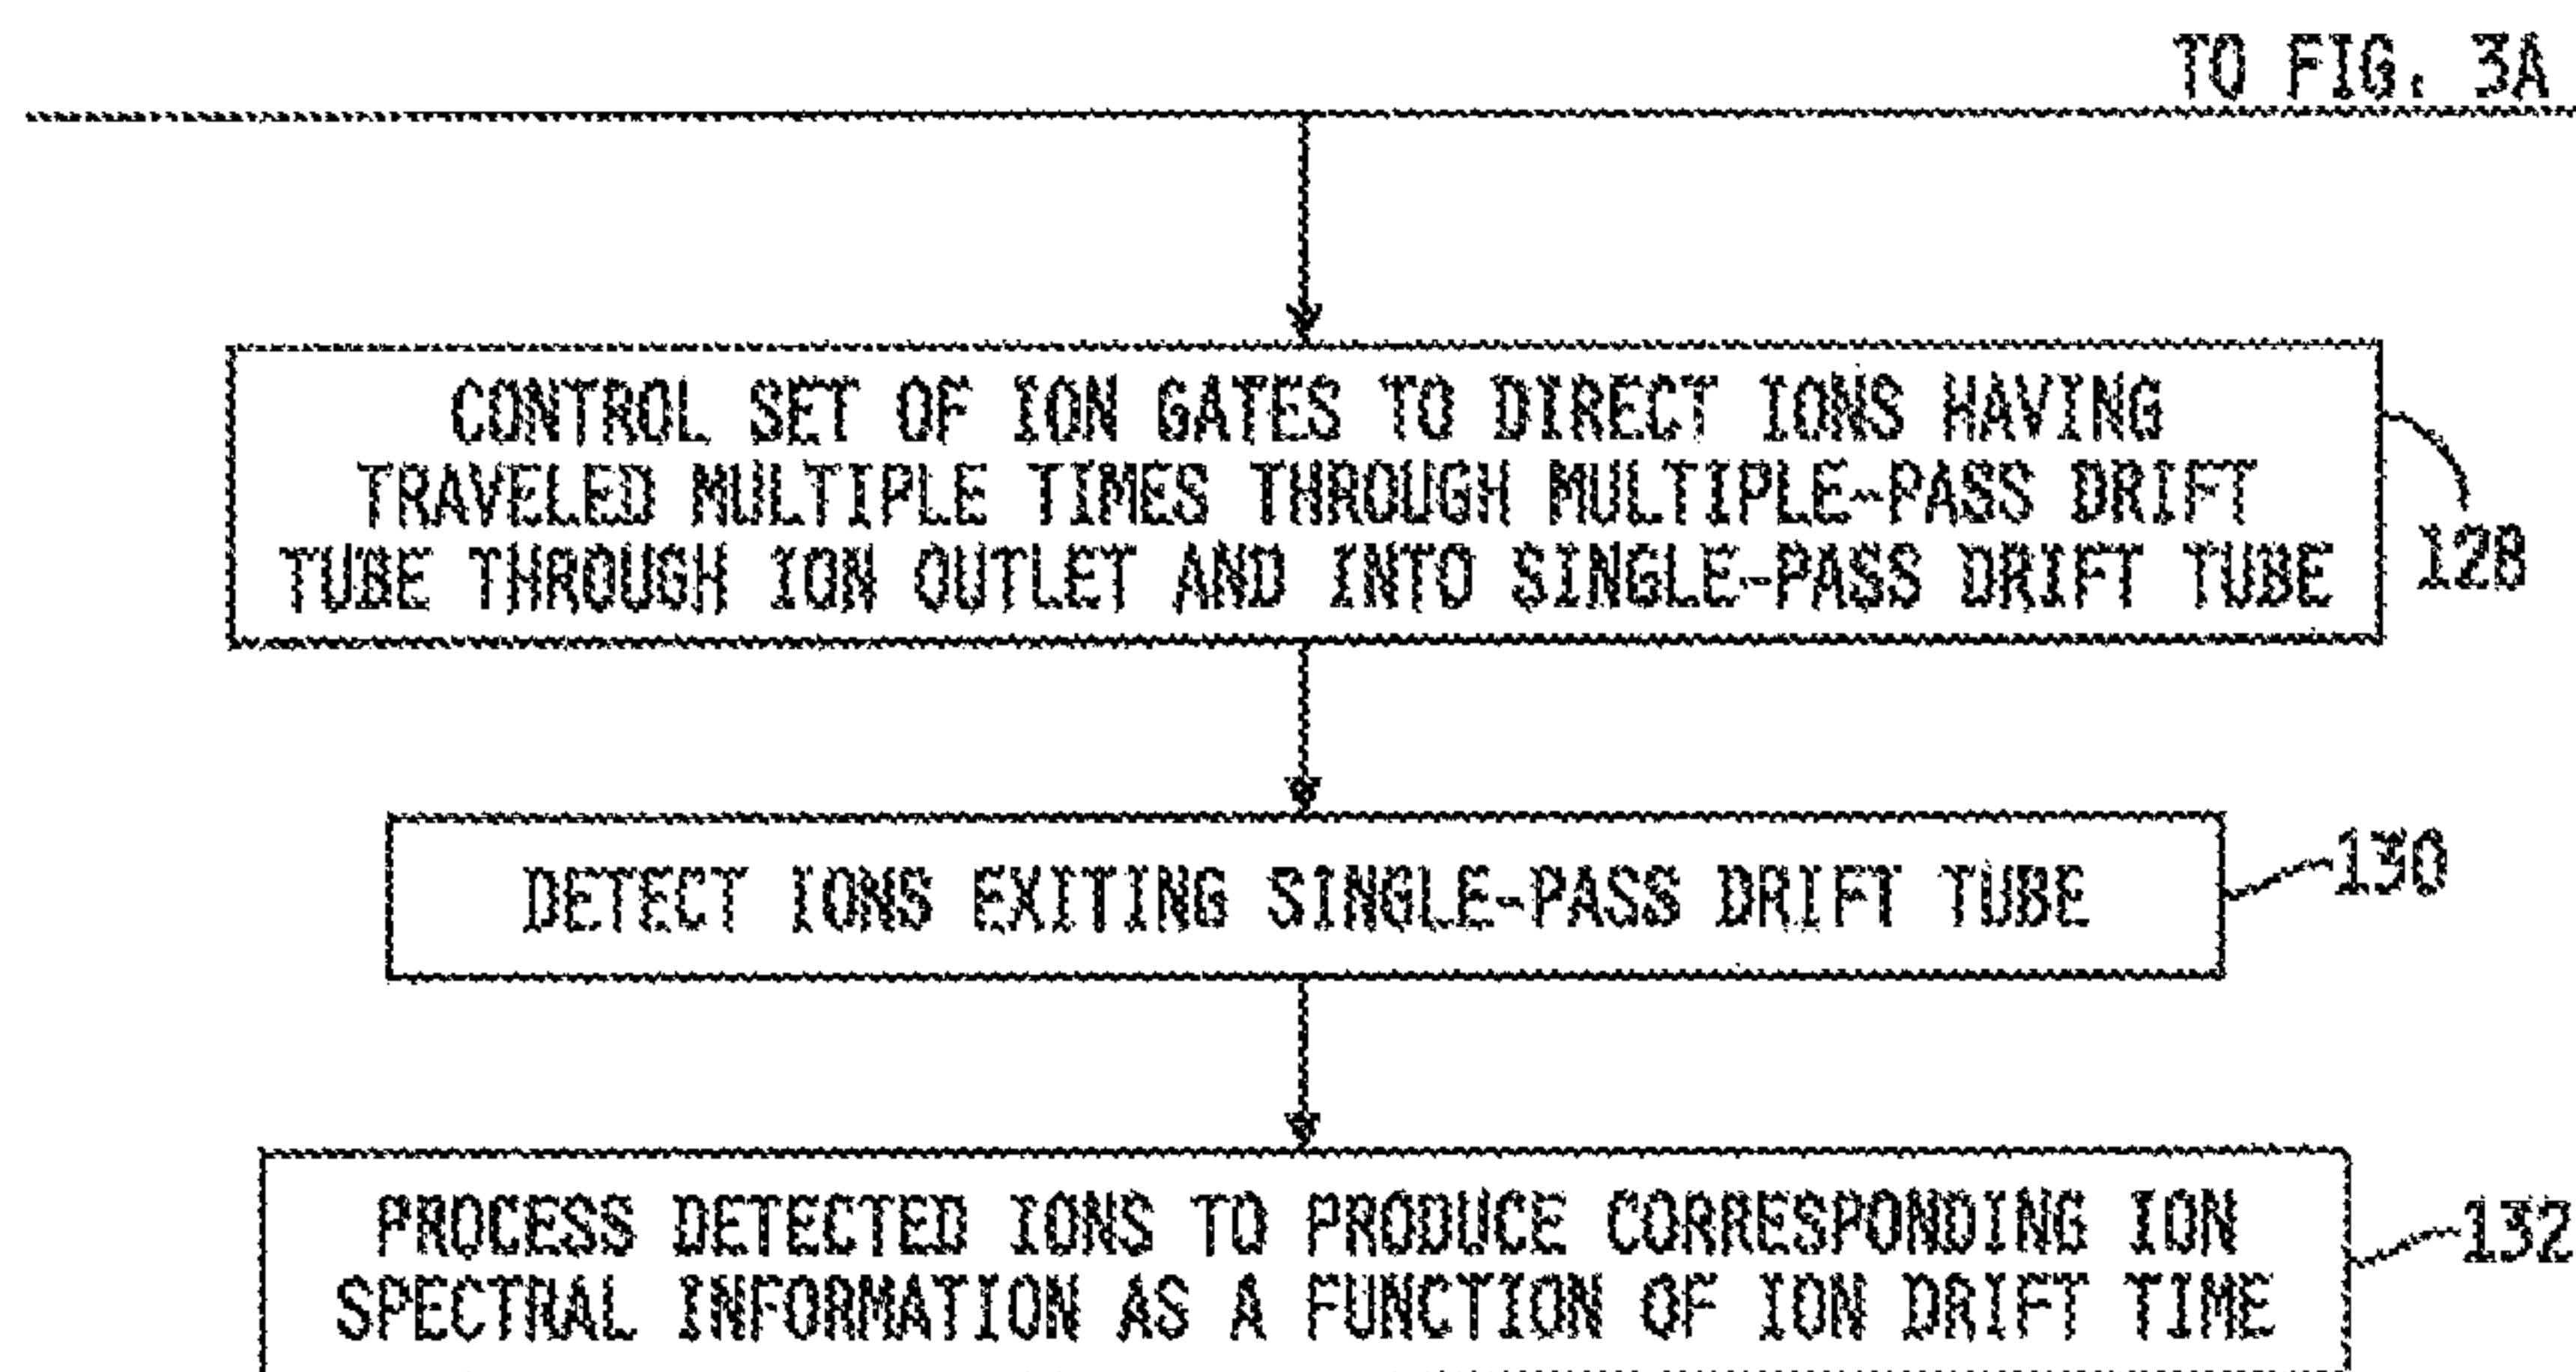 TO FIG. 3A
CONTROL SET OF ION GATES TO DIRECT IONS HAVING
TRAVELED MULTIPLE TIMES THROUGH MULTIPLE-PASS DRIFT
TUBE THROUGH ION OUTLET AND INTO SINGLE-PASS DRIFT TUBE
128
DETECT IONS EXITING SINGLE-PASS DRIFT TUBE
130
PROCESS DETECTED IONS TO PRODUCE CORRESPONDING ION
SPECTRAL INFORMATION AS A FUNCTION OF ION DRIFT TIME
132